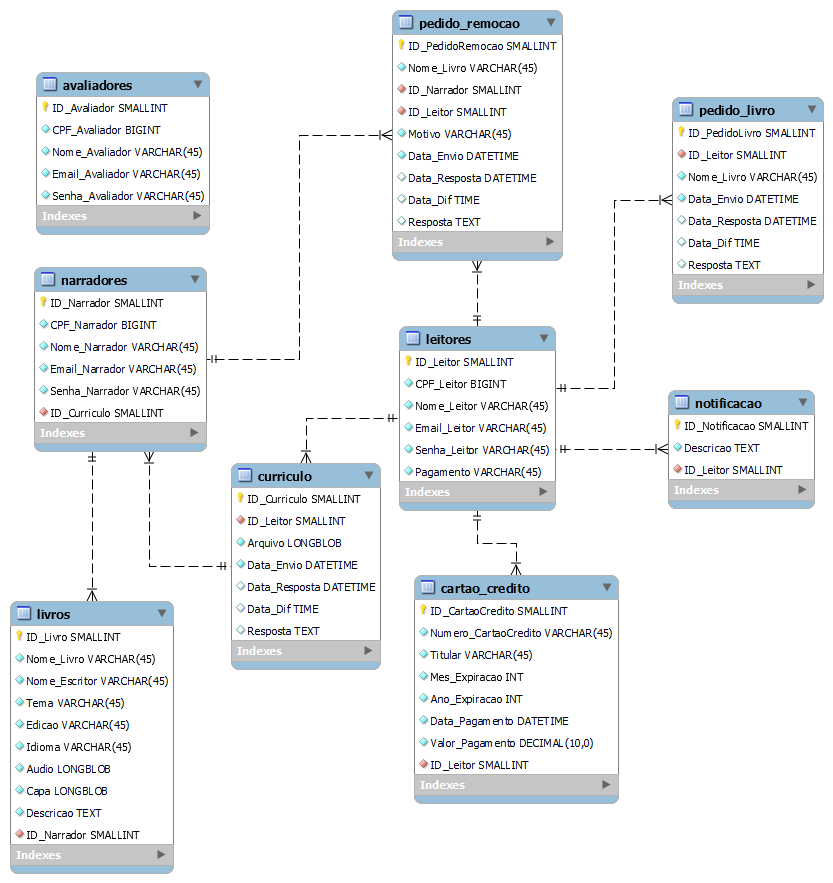 pedido_remocao
ID_PedidoRemocao SMALLINT
Nome_Livro VARCHAR(45)
ID_Narrador SMALLINT
ID_Leitor SMALLINT
Motivo VARCHAR(45)
Data_Envio DATETIME
Data_Resposta DATETIME
Data_Dif TIME
Resposta TEXT
Indexes
avaliadores
ID_Avaliador SMALLINT
CPF_Avaliador BIGINT
Nome_Avaliador VARCHAR(45)
Email_Avaliador VARCHAR(45)
Senha_Avaliador VARCHAR(45)
Indexes
pedido_livro
ID_PedidoLivro SMALLINT
ID_Leitor SMALLINT
Nome_Livro VARCHAR(45)
Data_Envio DATETIME
Data_Resposta DATETIME
Data_Dif TIME
Resposta TEXT
Indexes
narradores
ID_Narrador SMALLINT
CPF_Narrador BIGINT
Nome_Narrador VARCHAR(45)
Email_Narrador VARCHAR(45)
Senha_Narrador VARCHAR(45)
ID_Curriculo SMALLINT
Indexes
leitores
ID_Leitor SMALLINT
CPF_Leitor BIGINT
Nome_Leitor VARCHAR(45)
Email_Leitor VARCHAR(45)
Senha_Leitor VARCHAR(45)
Pagamento VARCHAR(45)
Indexes
notificacao
ID_Notificacao SMALLINT
Descricao TEXT
ID_Leitor SMALLINT
Indexes
curriculo
ID_Curriculo SMALLINT
ID_Leitor SMALLINT
Arquivo LONGBLOB
Data_Envio DATETIME
Data_Resposta DATETIME
Data_Dif TIME
Resposta TEXT
Indexes
cartao_credito
ID_CartaoCredito SMALLINT
Numero_CartaoCredito VARCHAR(45)
Titular VARCHAR(45)
Mes_Expiracao INT
Ano_Expiracao INT
Data_Pagamento DATETIME
Valor_Pagamento DECIMAL(10,0)
ID_Leitor SMALLINT
Indexes
livros
ID_Livro SMALLINT
Nome_Livro VARCHAR(45)
Nome_Escritor VARCHAR(45)
Tema VARCHAR(45)
Edicao VARCHAR(45)
Idioma VARCHAR(45)
Audio LONGBLOB
Capa LONGBLOB
Descricao TEXT
ID_Narrador SMALLINT
Indexes